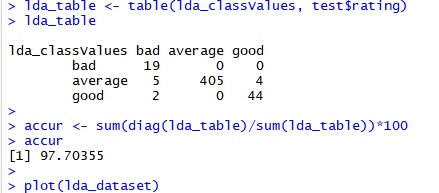 > lda_table <- table(lda_classValues, test$rating)
> lda_table

lda_classValues bad average good
        bad      19       0    0
        average   5     405    4
        good      2       0   44
>
> accur <- sum(diag(lda_table)/sum(lda_table))*100
> accur
[1] 97.70355
>
> plot(lda_dataset)